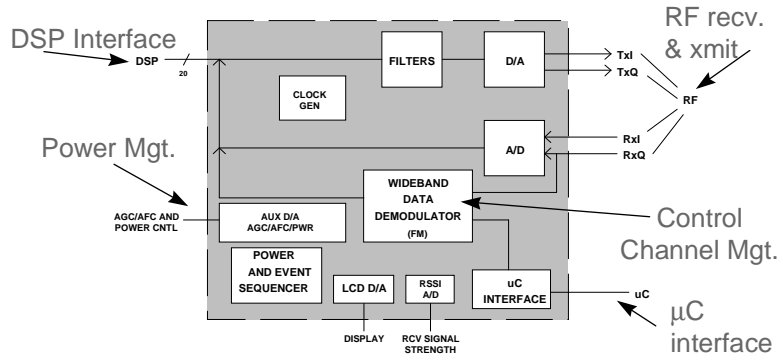 DSP Interface
DSP
20
FILTERS
D/A
TxI
TxQ
RF recv.
& xmit
RF
CLOCK
GEN
A/D
RxI
RxQ
Power Mgt.
WIDEBAND
DATA
DEMODULATOR
(FM)
AGC/AFC AND
POWER CNTL
AUX D/A
AGC/AFC/PWR
Control
Channel Mgt.
POWER
AND EVENT
SEQUENCER
LCD D/A
RSSI
A/D
uC
INTERFACE
uC
μC
interface
DISPLAY
RCV SIGNAL
STRENGTH